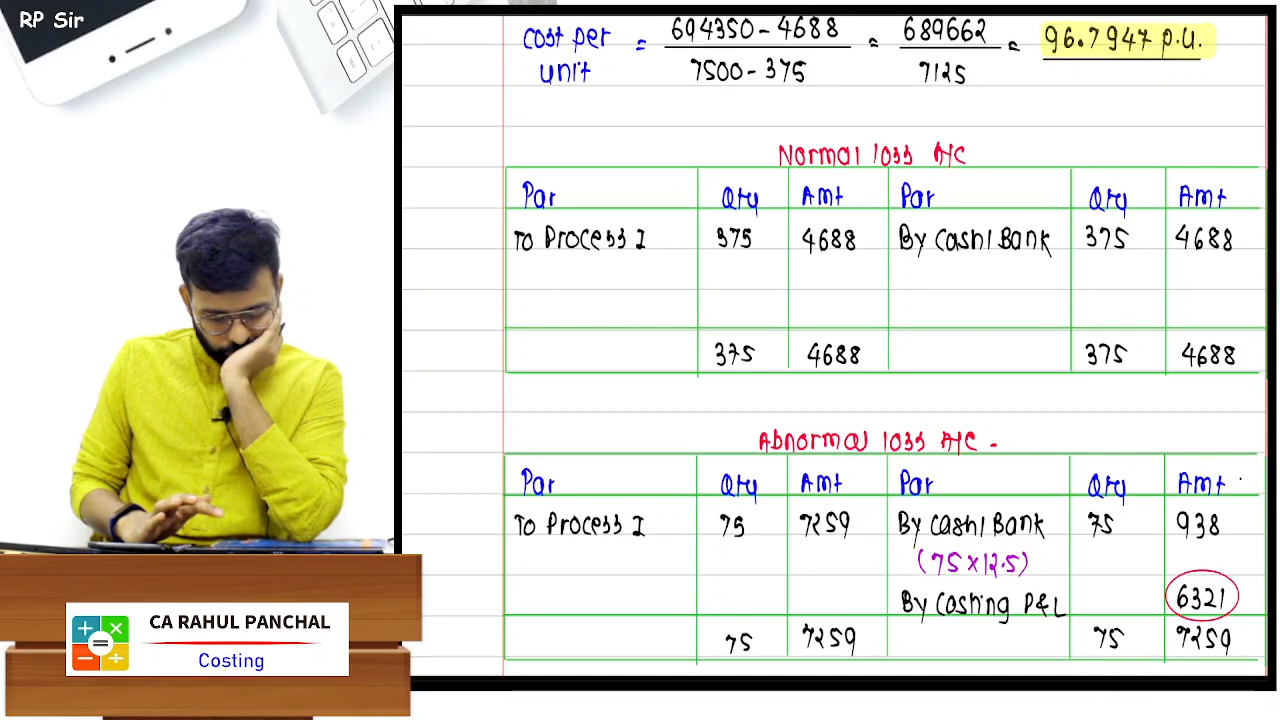 RP Sir
cost per unit = 694350 - 4688 / 7500 - 375 = 689662 / 7125 = 96.7947 P.U.
Normal loss A/C
Par Qty Amt Par Qty Amt
To Process I 375 4688 By Cash/Bank 375 4688
375 4688 375 4688
Abnormal loss A/C -
Par Qty Amt Par Qty Amt
To Process I 75 7259 By Cash/Bank 75 938
(75 × 12.5)
By Costing P&L 6321
75 7259 75 7259
CA RAHUL PANCHAL
Costing